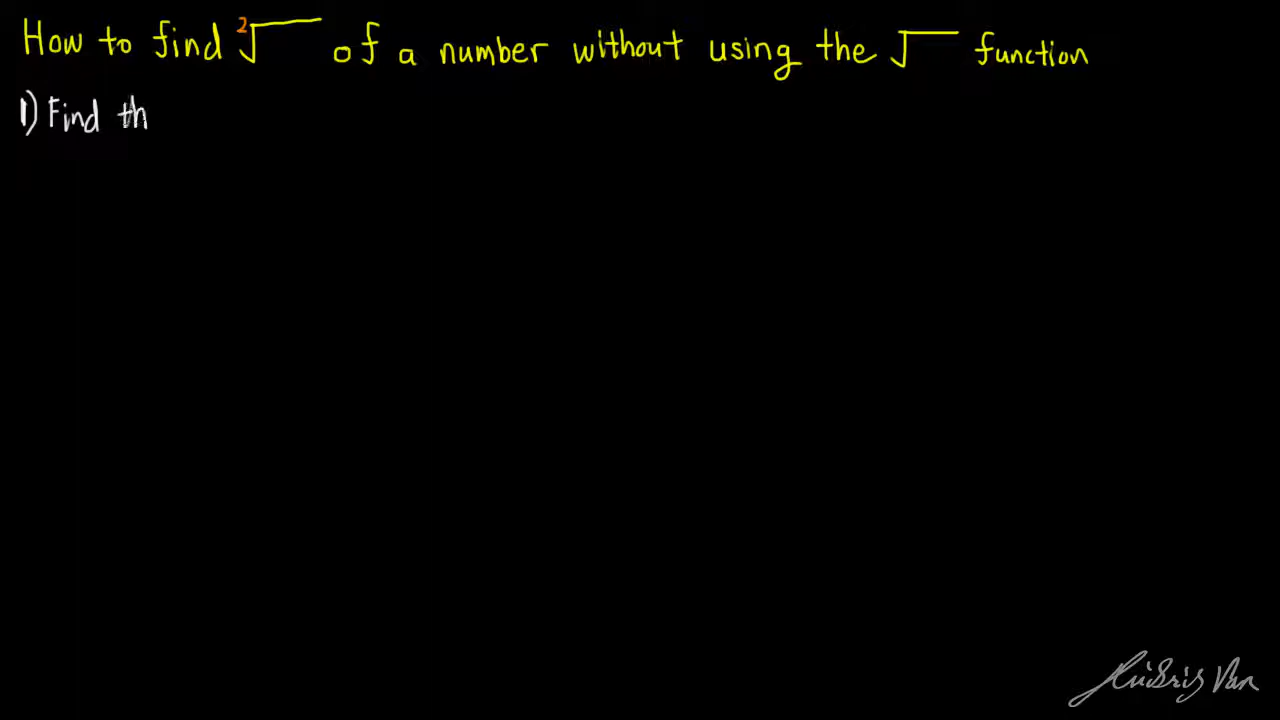 How to find ²√ of a number without using the √ function
1) Find th